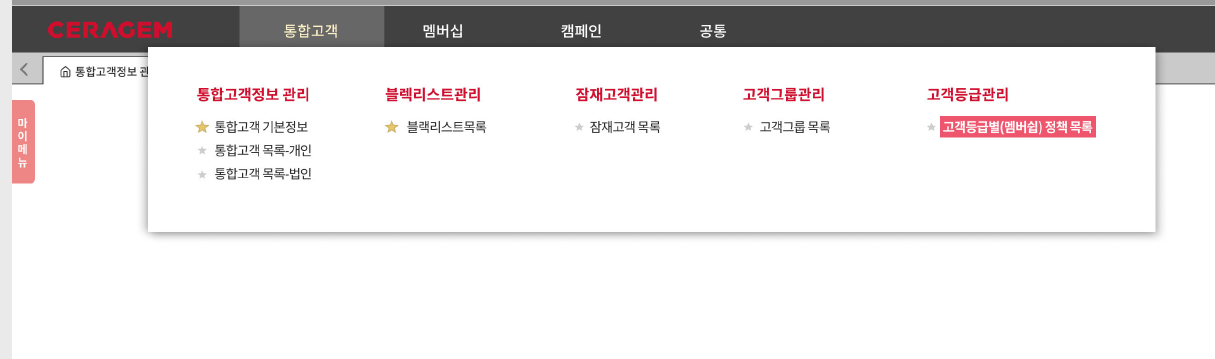 CERAGEM 통합고객 멤버십 캠페인 공통
통합고객정보 관
마이메뉴
통합고객정보 관리 블렉리스트관리 잠재고객관리 고객그룹관리 고객등급관리
통합고객 기본정보 블랙리스트목록 잠재고객 목록 고객그룹 목록 고객등급별(멤버쉽) 정책 목록
통합고객 목록-개인
통합고객 목록-법인